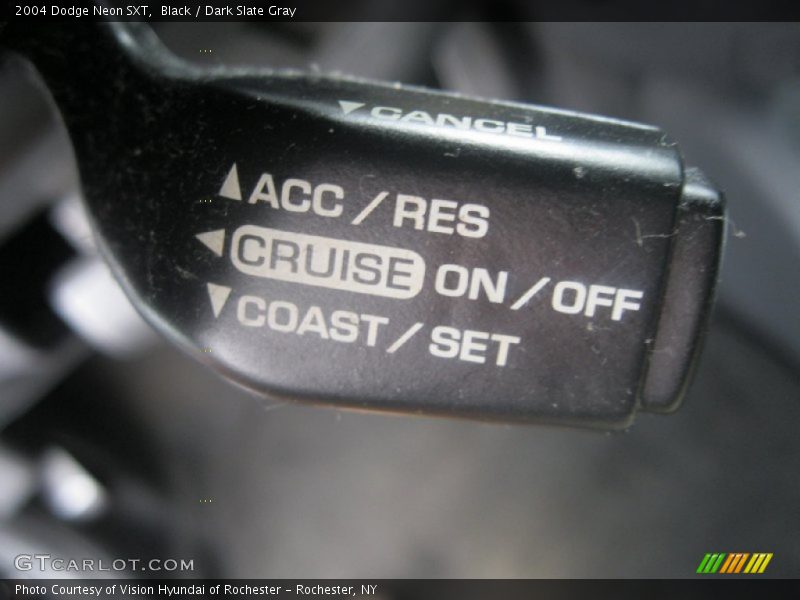 2004 Dodge Neon SXT, Black / Dark Slate Gray
CANCEL
ACC / RES
CRUISE ON / OFF
COAST / SET
GTCARLOT.COM
Photo Courtesy of Vision Hyundai of Rochester - Rochester, NY